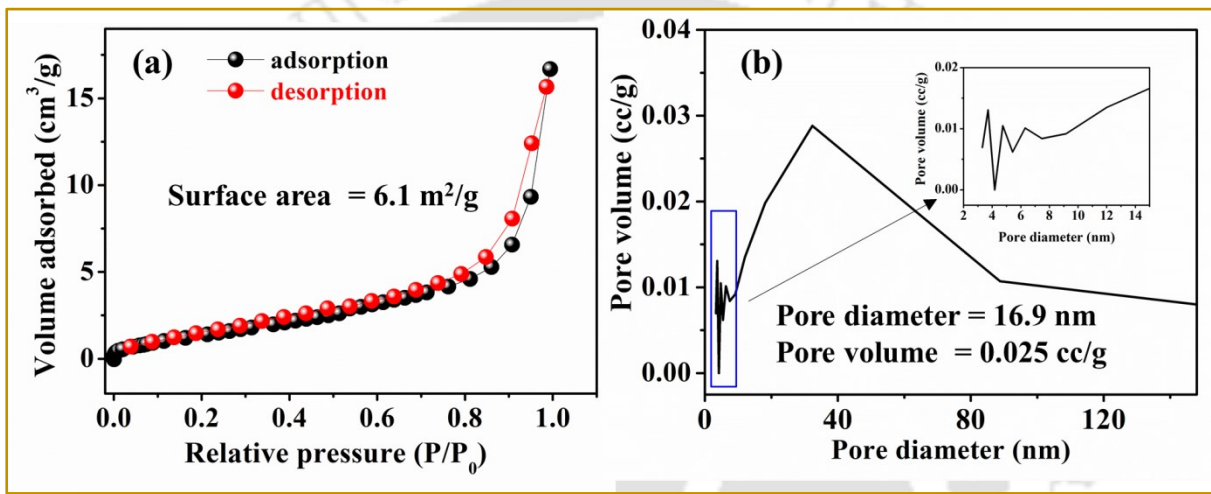 (a)
adsorption
desorption
Surface area = 6.1 m²/g
Volume adsorbed (cm³/g)
15
10
5
0
0.0 0.2 0.4 0.6 0.8 1.0
Relative pressure (P/P₀)
(b)
Pore volume (cc/g)
0.04
0.03
0.02
0.01
0.00
0 40 80 120
Pore diameter (nm)
Pore diameter = 16.9 nm
Pore volume = 0.025 cc/g
Pore volume (cc/g)
0.02
0.01
0.00
2 4 6 8 10 12 14
Pore diameter (nm)